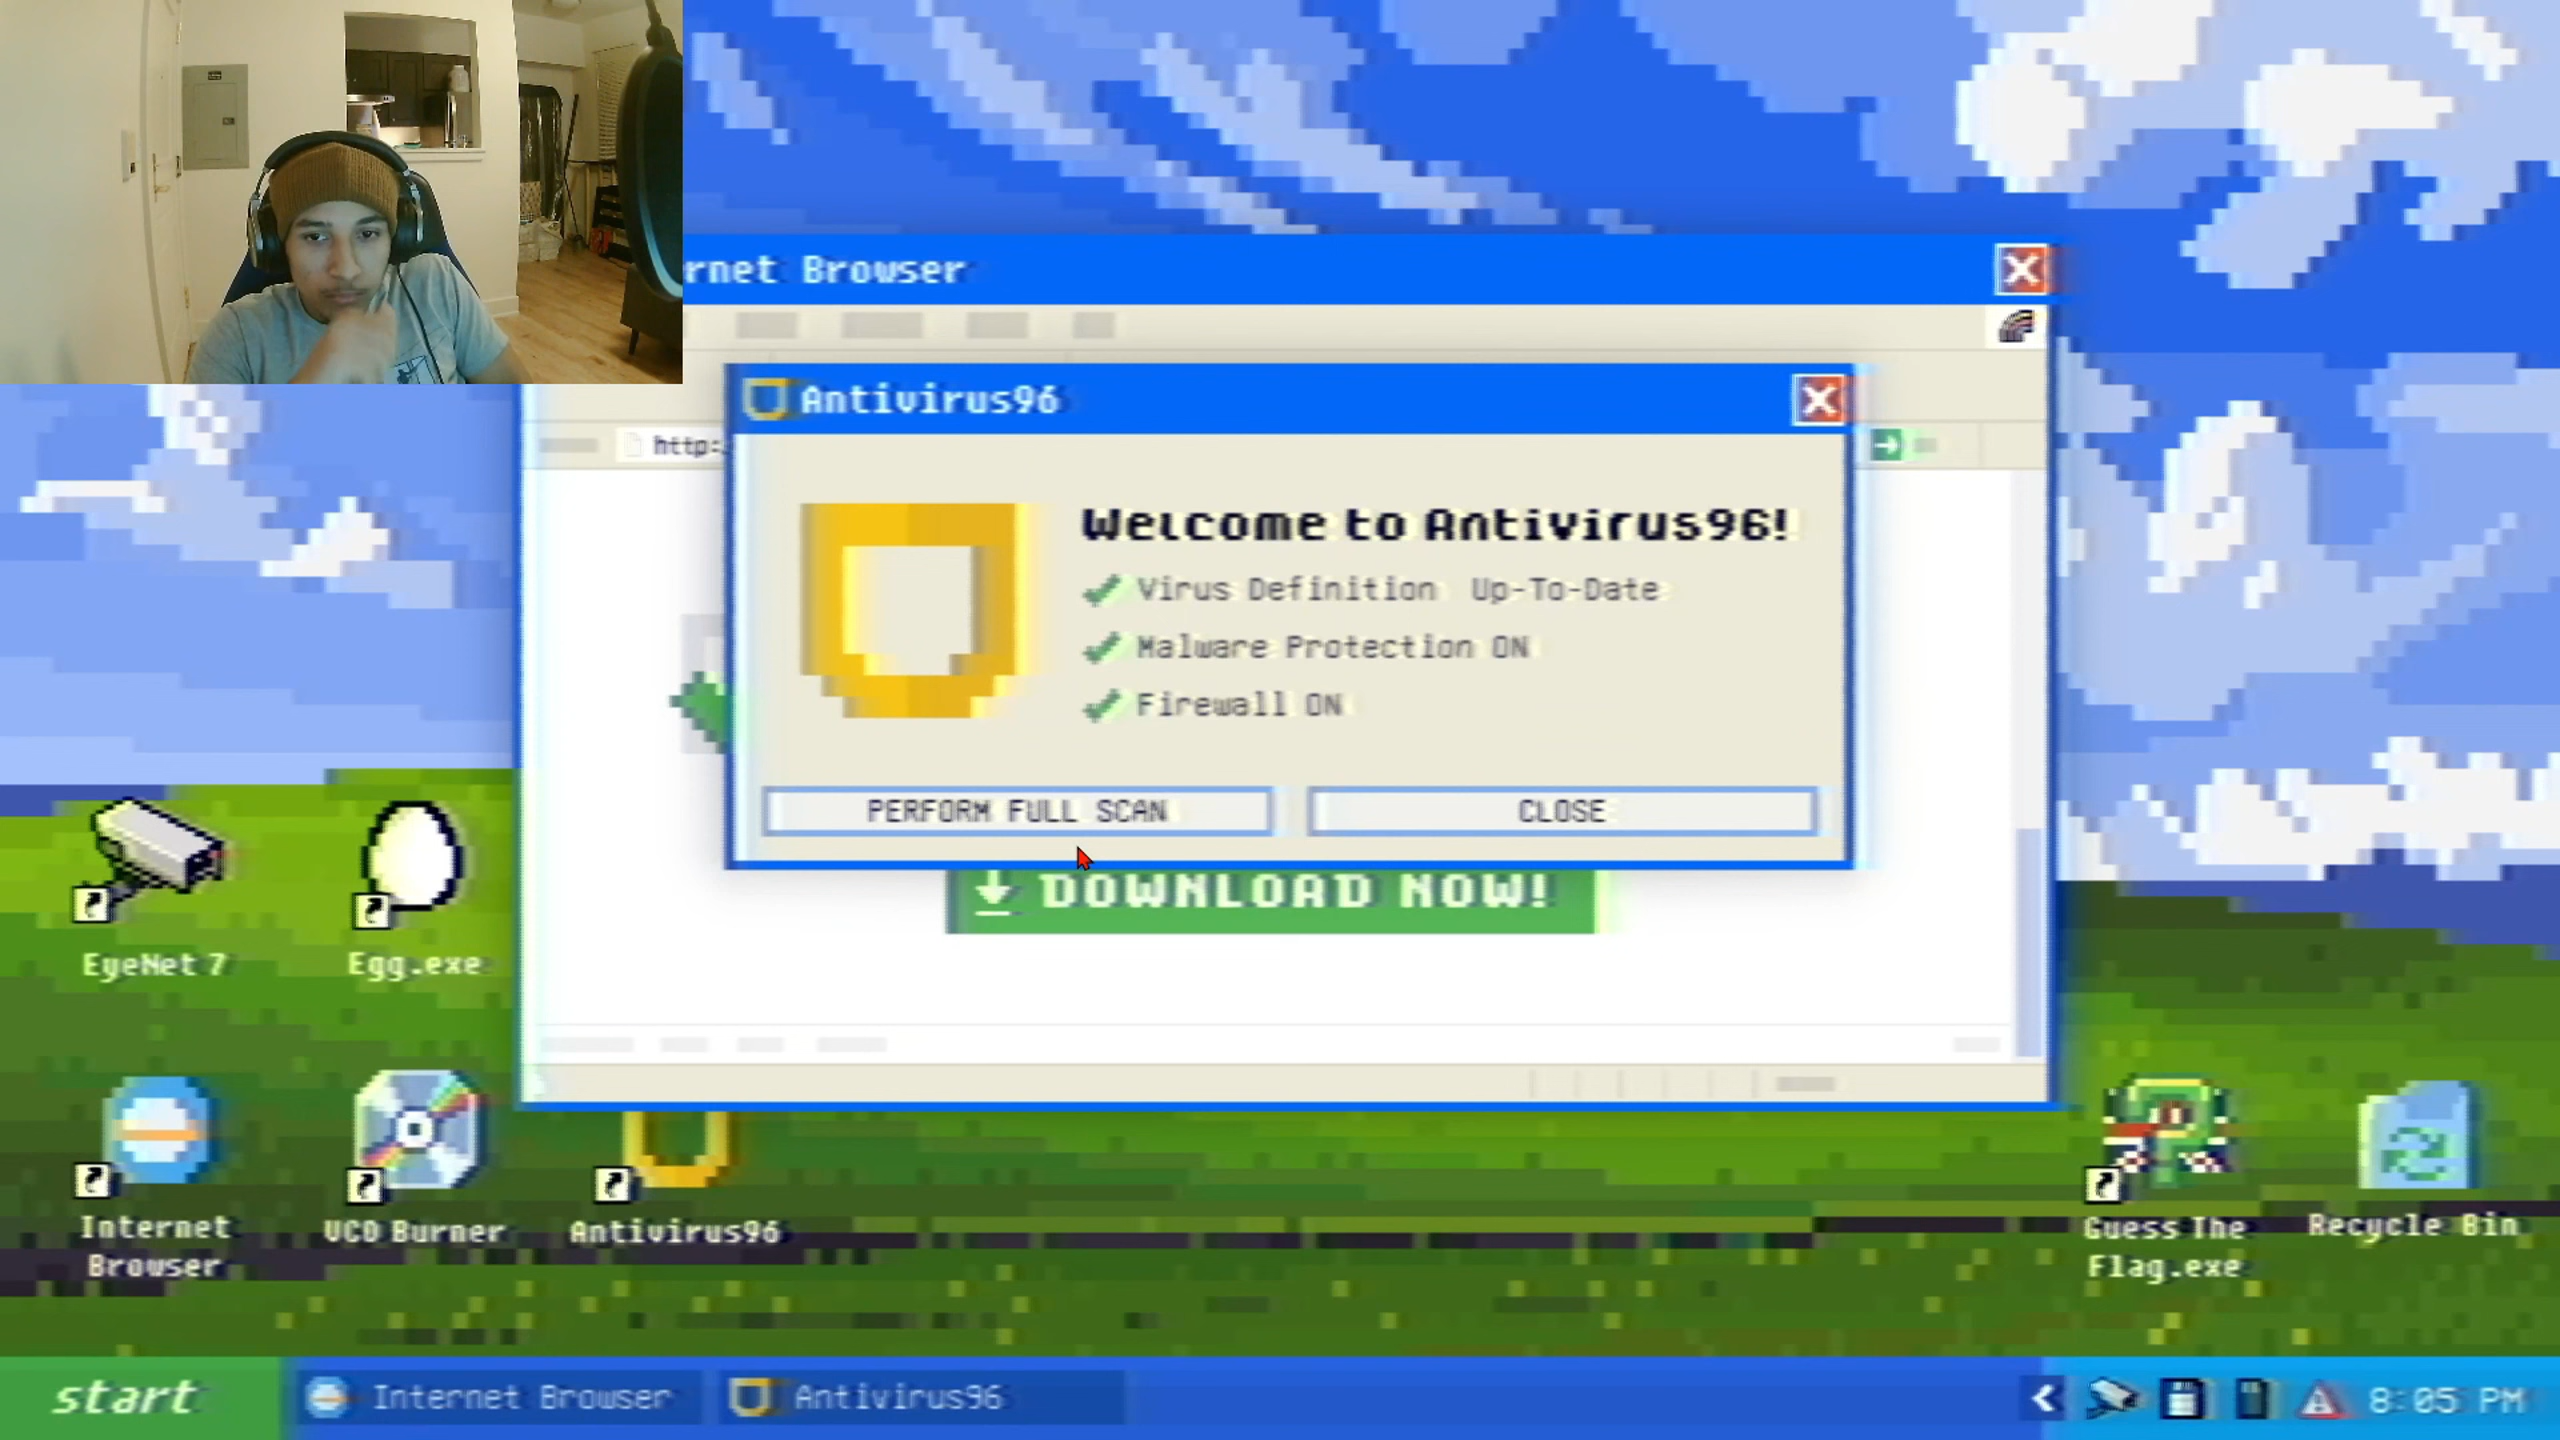 rnet Browser
Antivirus96
http:
Welcome to Antivirus96!
Virus Definition Up-To-Date
Malware Protection ON
Firewall ON
PERFORM FULL SCAN
CLOSE
DOWNLOAD NOW!
EyeNet 7
Egg.exe
Internet
Browser
VCD Burner
Antivirus96
Guess The
Flag.exe
Recycle Bin
start
Internet Browser
Antivirus96
8:05 PM